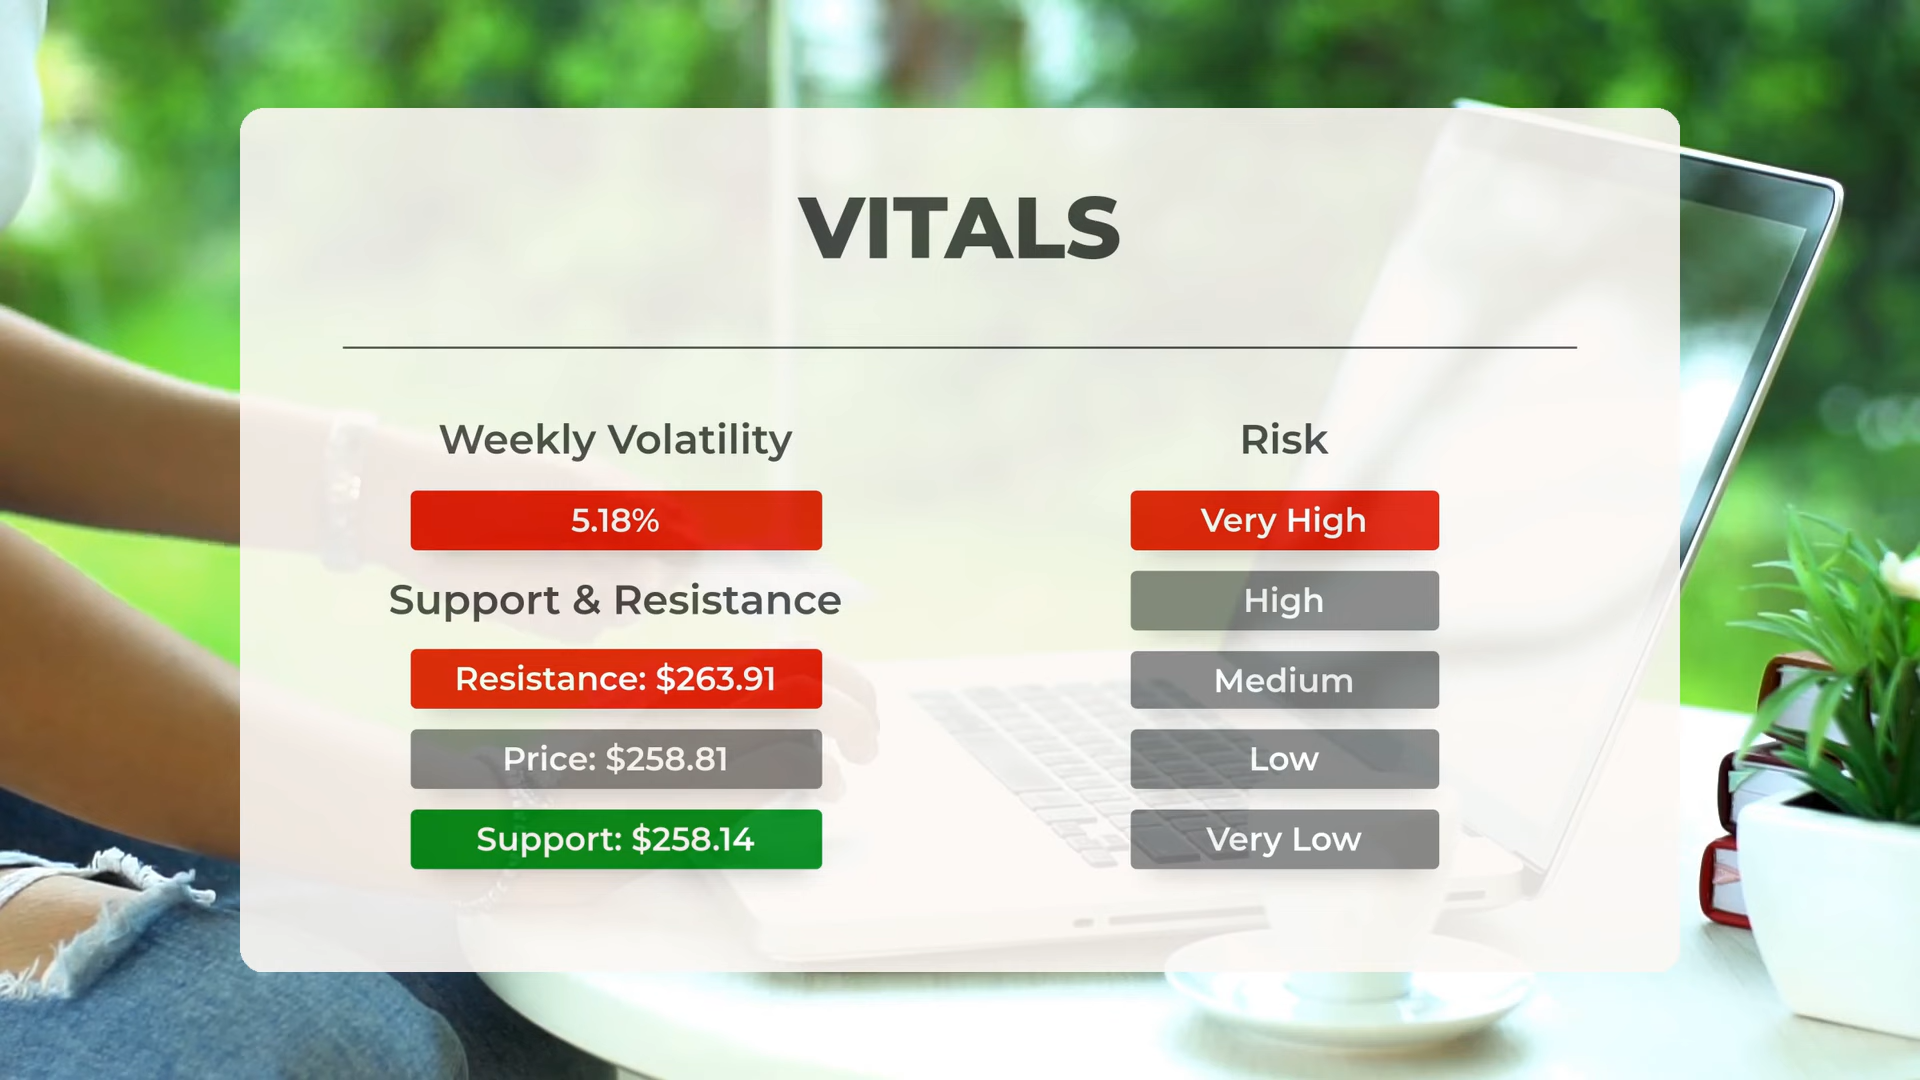 VITALS
Weekly Volatility
5.18%
Support & Resistance
Resistance: $263.91
Price: $258.81
Support: $258.14
Risk
Very High
High
Medium
Low
Very Low